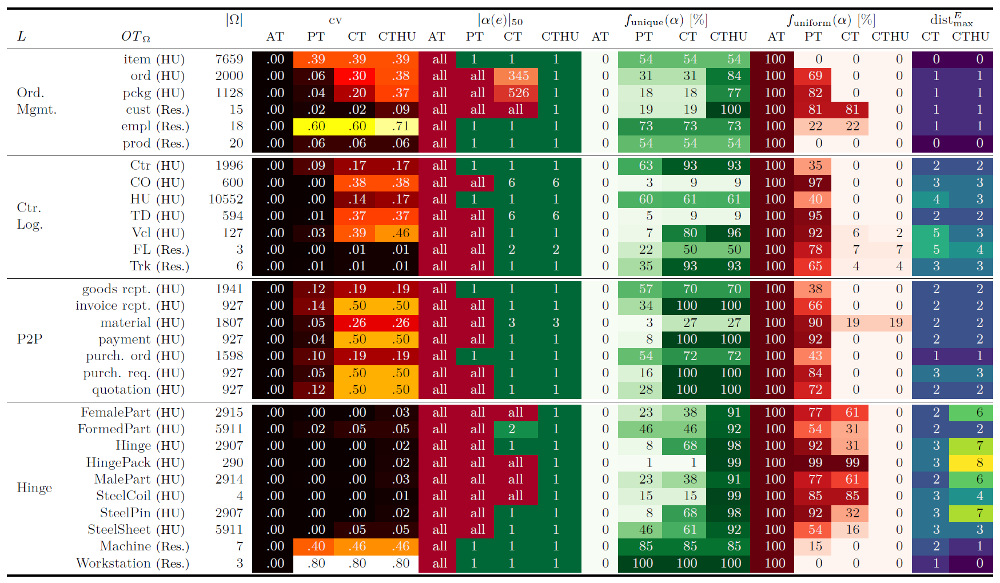 |Ω| cv |α(e)|₅₀ f_unique(α) [%] f_uniform(α) [%] dist^E_max
L OT_Ω AT PT CT CTHU AT PT CT CTHU AT PT CT CTHU AT PT CT CTHU CT CTHU
item (HU) 7659 .00 .39 .39 .39 all 1 1 1 0 54 54 54 100 0 0 0 0 0
ord (HU) 2000 .00 .06 .30 .38 all all 345 1 0 31 31 84 100 69 0 0 1 1
Ord. pckg (HU) 1128 .00 .04 .20 .37 all all 526 1 0 18 18 77 100 82 0 0 1 1
Mgmt. cust (Res.) 15 .00 .02 .02 .09 all all all 1 0 19 19 100 100 81 81 0 1 1
empl (Res.) 18 .00 .60 .60 .71 all 1 1 1 0 73 73 73 100 22 22 0 1 1
prod (Res.) 20 .00 .06 .06 .06 all 1 1 1 0 54 54 54 100 0 0 0 0 0
Ctr (HU) 1996 .00 .09 .17 .17 all 1 1 1 0 63 93 93 100 35 0 0 2 2
CO (HU) 600 .00 .00 .38 .38 all all 6 6 0 3 9 9 100 97 0 0 3 3
Ctr. HU (HU) 10552 .00 .00 .14 .17 all 1 1 1 0 60 61 61 100 40 0 0 4 3
Log. TD (HU) 594 .00 .01 .37 .37 all all 6 6 0 5 9 9 100 95 0 0 2 2
Vcl (HU) 127 .00 .03 .39 .46 all all 1 1 0 7 80 96 100 92 6 2 5 3
FL (Res.) 3 .00 .00 .01 .01 all all 2 2 0 22 50 50 100 78 7 7 5 4
Trk (Res.) 6 .00 .01 .01 .01 all all 1 1 0 35 93 93 100 65 4 4 3 3
goods rcpt. (HU) 1941 .00 .12 .19 .19 all 1 1 1 0 57 70 70 100 38 0 0 2 2
invoice rcpt. (HU) 927 .00 .14 .50 .50 all all 1 1 0 34 100 100 100 66 0 0 2 2
material (HU) 1807 .00 .05 .26 .26 all all 3 3 0 3 27 27 100 90 19 19 2 2
P2P payment (HU) 927 .00 .04 .50 .50 all all 1 1 0 8 100 100 100 92 0 0 2 2
purch. ord (HU) 1598 .00 .10 .19 .19 all 1 1 1 0 54 72 72 100 43 0 0 1 1
purch. req. (HU) 927 .00 .05 .50 .50 all all 1 1 0 16 100 100 100 84 0 0 3 3
quotation (HU) 927 .00 .12 .50 .50 all all 1 1 0 28 100 100 100 72 0 0 2 2
FemalePart (HU) 2915 .00 .00 .00 .03 all all all 1 0 23 38 91 100 77 61 0 2 6
FormedPart (HU) 5911 .00 .02 .05 .05 all all 2 1 0 46 46 92 100 54 31 0 2 2
Hinge (HU) 2907 .00 .00 .00 .02 all all 1 1 0 8 68 98 100 92 31 0 3 7
HingePack (HU) 290 .00 .00 .00 .02 all all all 1 0 1 1 99 100 99 99 0 3 8
MalePart (HU) 2914 .00 .00 .00 .03 all all all 1 0 23 38 91 100 77 61 0 2 6
Hinge SteelCoil (HU) 4 .00 .00 .00 .01 all all all 1 0 15 15 99 100 85 85 0 3 4
SteelPin (HU) 2907 .00 .00 .00 .02 all all 1 1 0 8 68 98 100 92 32 0 3 7
SteelSheet (HU) 5911 .00 .00 .05 .05 all all 1 1 0 46 61 92 100 54 16 0 3 3
Machine (Res.) 7 .00 .40 .46 .46 all 1 1 1 0 85 85 85 100 15 0 0 2 1
Workstation (Res.) 3 .00 .80 .80 .80 all 1 1 1 0 100 100 100 100 0 0 0 1 0